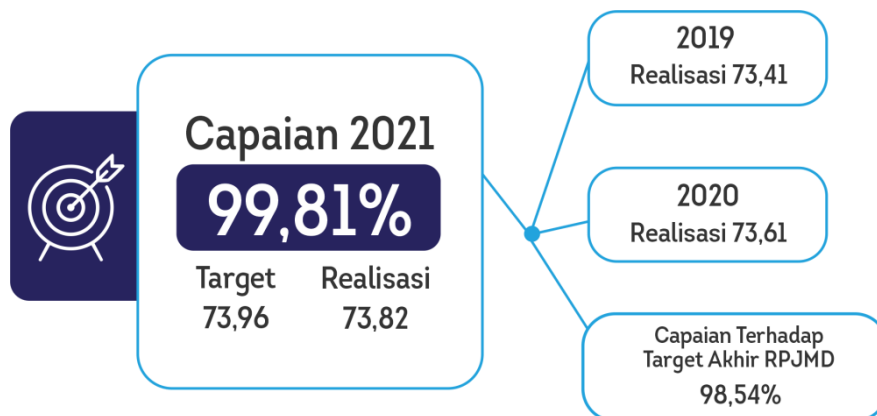 Capaian 2021
99,81%
Target
73,96
Realisasi
73,82
2019
Realisasi 73,41
2020
Realisasi 73,61
Capaian Terhadap
Target Akhir RPJMD
98,54%